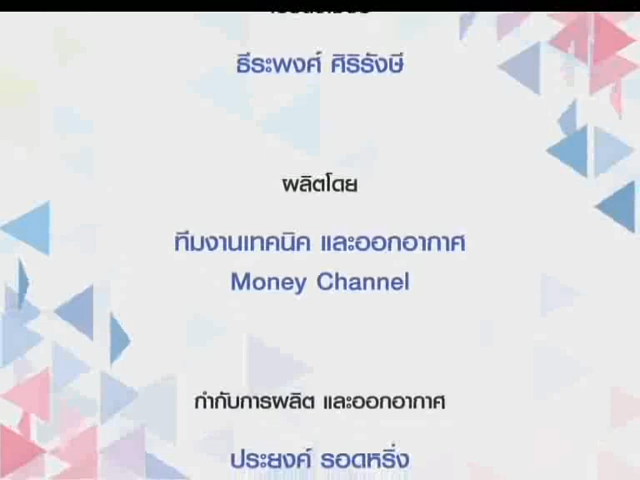 ธีระพงศ์ ศิริรังษี
ผลิตโดย
ทีมงานเทคนิค และออกอากาศ
Money Channel
กำกับการผลิต และออกอากาศ
ประยงค์ รอดหริ่ง